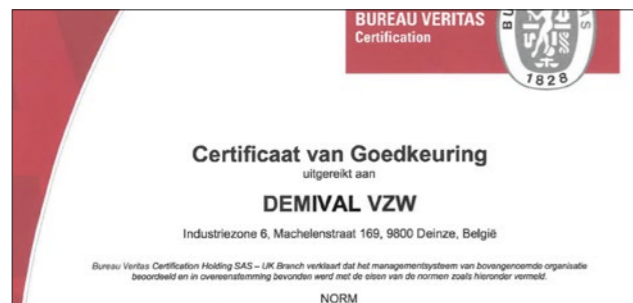 BUREAU VERITAS
Certification
BU AS
1828
Certificaat van Goedkeuring
uitgereikt aan
DEMIVAL VZW
Industriezone 6, Machelenstraat 169, 9800 Deinze, België
Bureau Veritas Certification Holding SAS – UK Branch verklaart dat het managementsysteem van bovengenoemde organisatie
beoordeeld en in overeenstemming bevonden werd met de eisen van de normen zoals hieronder vermeld.
NORM